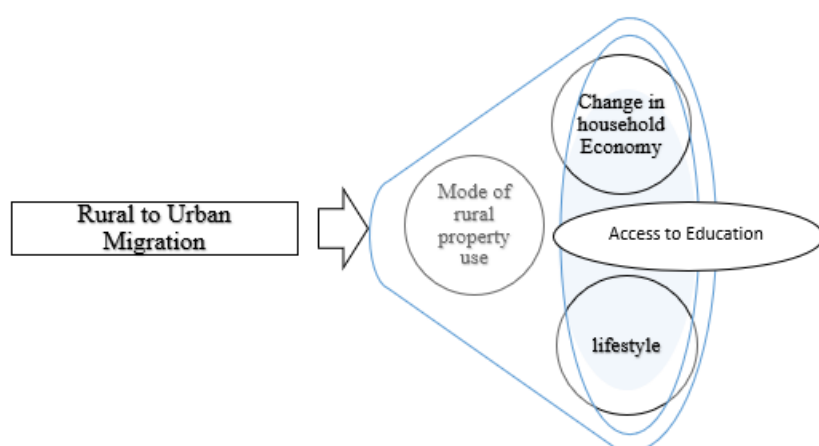 Rural to Urban
Migration
Mode of
rural
property
use
Change in
household
Economy
Access to Education
lifestyle